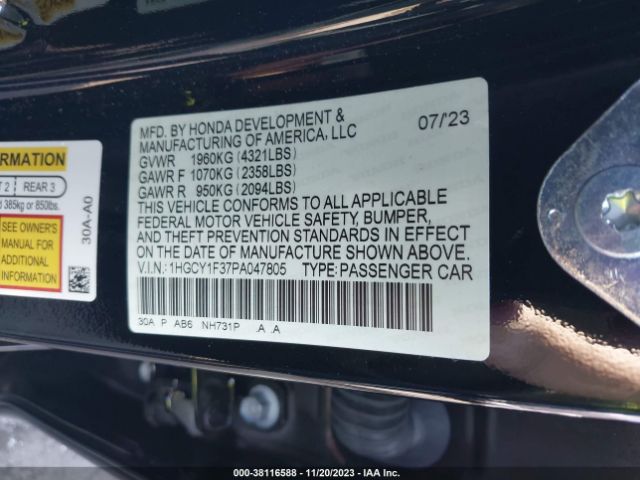 FORMATION
T 2 REAR 3
d 385kg or 850lbs.
SEE OWNER'S
MANUAL FOR
ADDITIONAL
INFORMATION
30A-A0
MFD. BY HONDA DEVELOPMENT &
MANUFACTURING OF AMERICA, LLC
07/'23
GVWR 1960KG (4321LBS)
GAWR F 1070KG (2358LBS)
GAWR R 950KG (2094LBS)
THIS VEHICLE CONFORMS TO ALL APPLICABLE
FEDERAL MOTOR VEHICLE SAFETY, BUMPER,
AND THEFT PREVENTION STANDARDS IN EFFECT
ON THE DATE OF MANUFACTURE SHOWN ABOVE.
V.I.N.:1HGCY1F37PA047805 TYPE:PASSENGER CAR
30A P AB6 NH731P .A .A
000-38116588 - 11/20/2023 - IAA Inc.